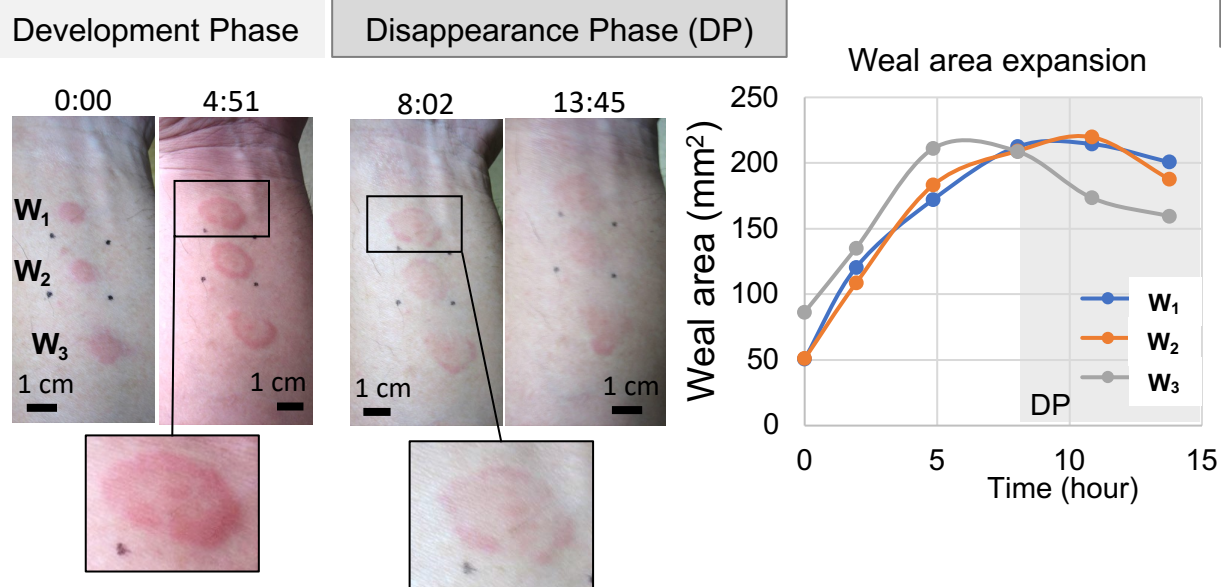 Development Phase
Disappearance Phase (DP)
0:00
4:51
8:02
13:45
W₁
W₂
W₃
1 cm
1 cm
1 cm
1 cm
Weal area expansion
Weal area (mm²)
250
200
150
100
50
0
W₁
W₂
W₃
DP
0 5 10 15
Time (hour)